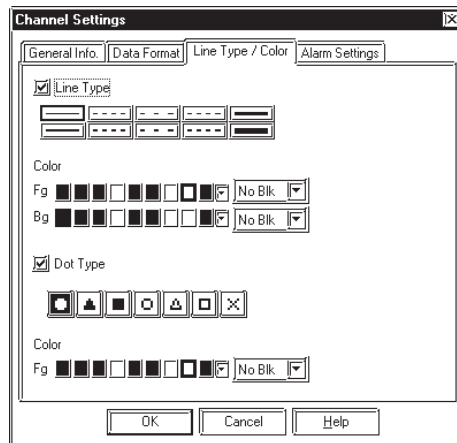 Channel Settings
General Info. Data Format Line Type / Color Alarm Settings
Line Type
Color
Fg No Blk
Bg No Blk
Dot Type
Color
Fg No Blk
OK Cancel Help